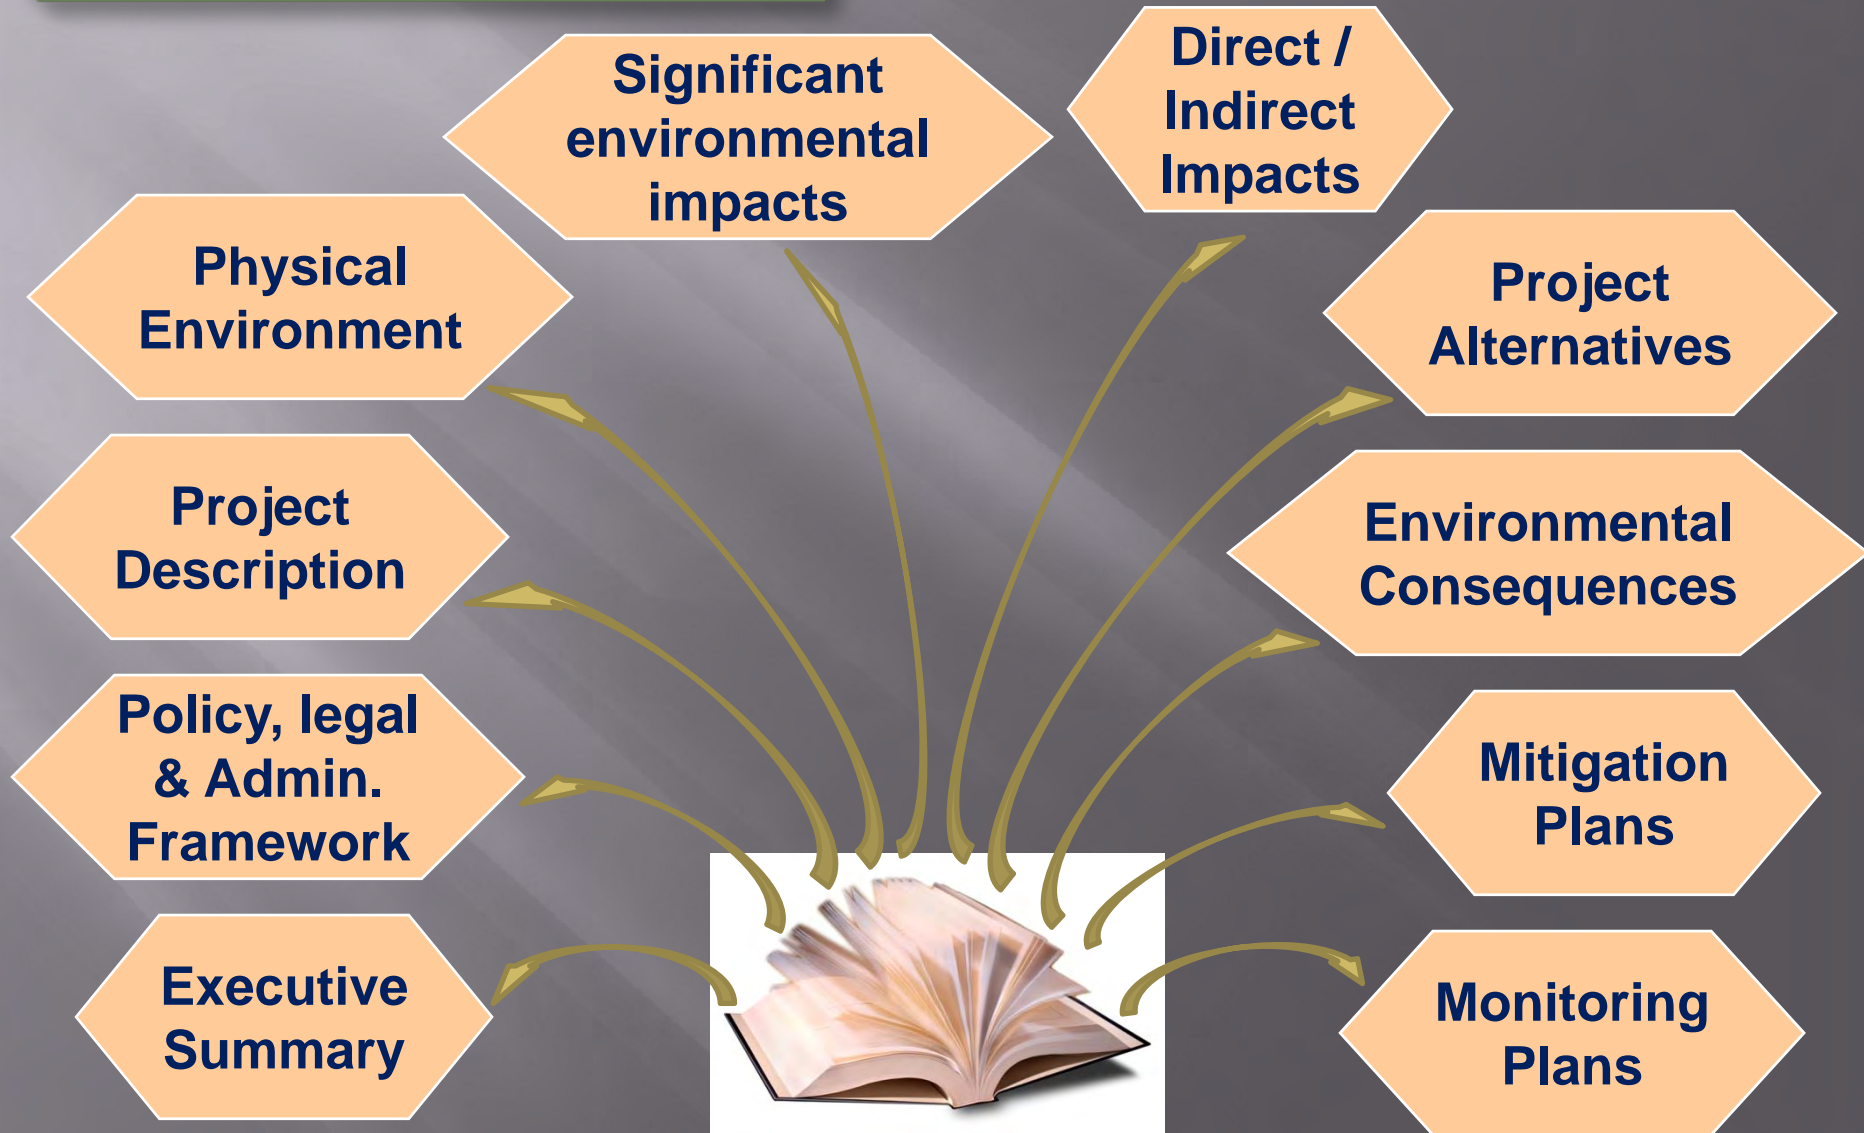 Significant
environmental
impacts
Direct /
Indirect
Impacts
Physical
Environment
Project
Alternatives
Project
Description
Environmental
Consequences
Policy, legal
& Admin.
Framework
Mitigation
Plans
Executive
Summary
Monitoring
Plans